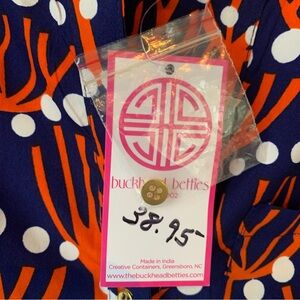 buckhead betties
38.95
Made in India
Creative Containers, Greensboro, NC
www.thebuckheadbetties.com